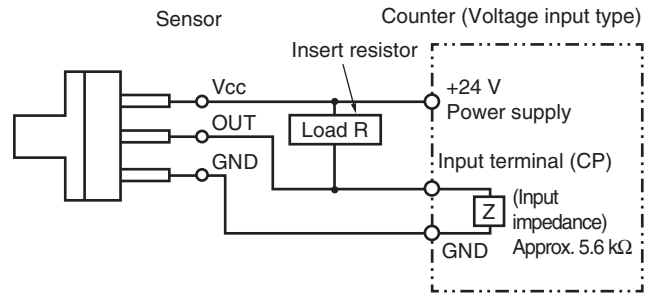 Sensor
Counter (Voltage input type)
Insert resistor
Vcc
+24 V
Power supply
OUT
Load R
GND
Input terminal (CP)
Z
(Input
impedance)
Approx. 5.6 kΩ
GND